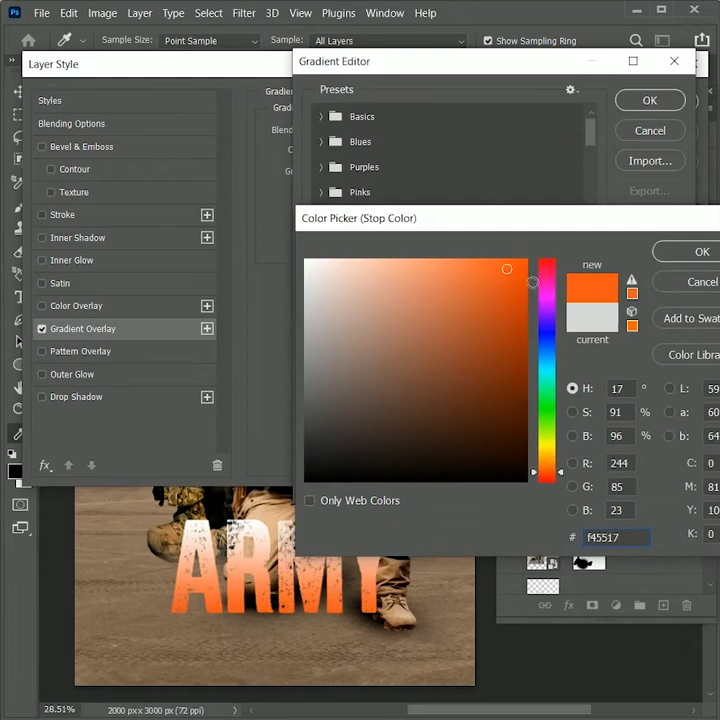 Ps File Edit Image Layer Type Select Filter 3D View Plugins Window Help
Sample Size: Point Sample Sample: All Layers Show Sampling Ring
Layer Style
Gradient Editor
Styles
Blending Options
Bevel & Emboss
Contour
Texture
Stroke
Inner Shadow
Inner Glow
Satin
Color Overlay
Gradient Overlay
Pattern Overlay
Outer Glow
Drop Shadow
fx
Presets
Basics
Blues
Purples
Pinks
OK
Cancel
Import...
Export...
Color Picker (Stop Color)
new
current
OK
Cancel
Add to Swat
Color Libra
H: 17 ° L: 59
S: 91 % a: 60
B: 96 % b: 64
R: 244 C: 0
G: 85 M: 81
B: 23 Y: 10
# f45517 K: 0
Only Web Colors
ARMY
fx
28.51% 2000 px x 3000 px (72 ppi)